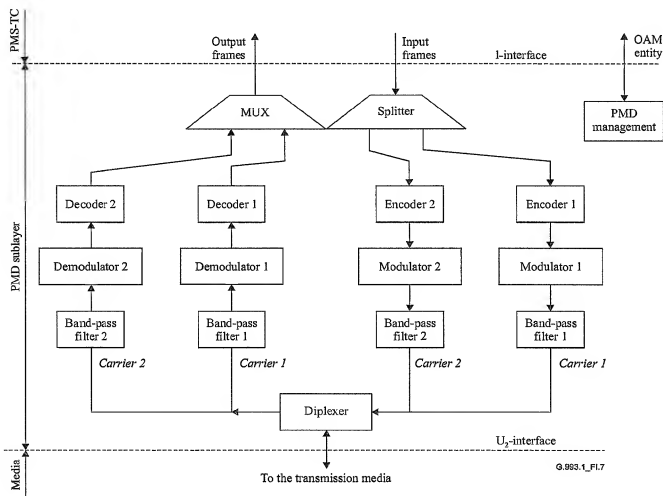 PMS-TC
Output
frames
Input
frames
I-interface
OAM
entity
MUX
Splitter
PMD
management
PMD sublayer
Decoder 2
Decoder 1
Encoder 2
Encoder 1
Demodulator 2
Demodulator 1
Modulator 2
Modulator 1
Band-pass
filter 2
Band-pass
filter 1
Band-pass
filter 2
Band-pass
filter 1
Carrier 2
Carrier 1
Carrier 2
Carrier 1
Diplexer
U₂-interface
Media
To the transmission media
G.993.1_FI.7